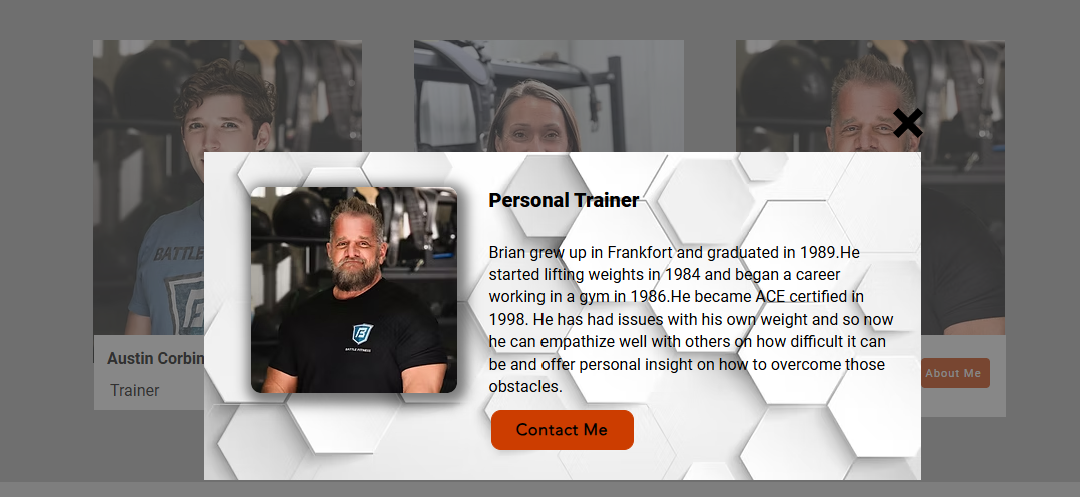 BATTLE
Personal Trainer
Brian grew up in Frankfort and graduated in 1989.He
started lifting weights in 1984 and began a career
working in a gym in 1986.He became ACE certified in
1998. He has had issues with his own weight and so now
he can empathize well with others on how difficult it can
be and offer personal insight on how to overcome those
obstacles.
BATTLE FITNESS
Contact Me
Austin Corbin
Trainer
About Me